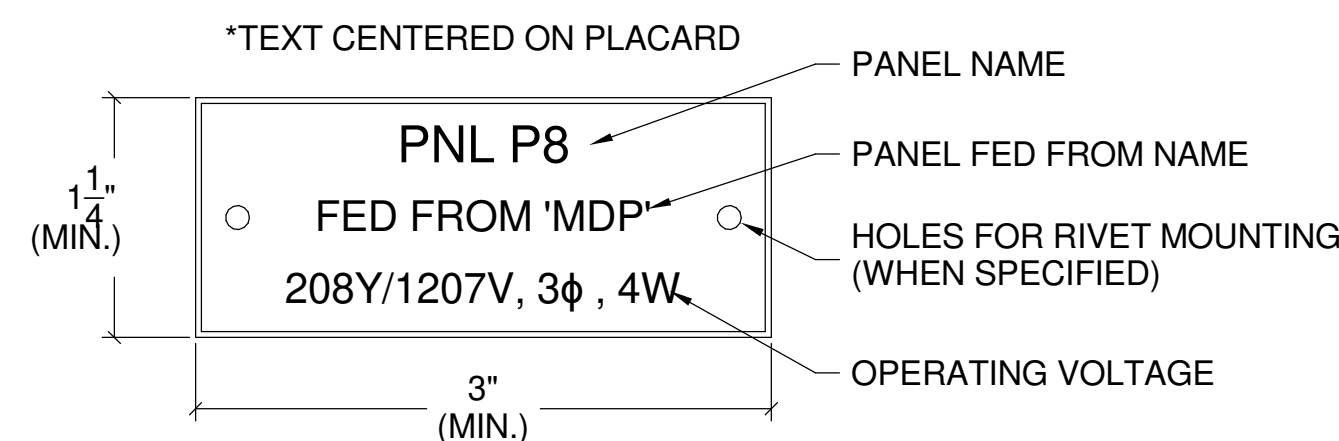 *TEXT CENTERED ON PLACARD
PANEL NAME
PNL P8
PANEL FED FROM NAME
FED FROM 'MDP'
HOLES FOR RIVET MOUNTING
(WHEN SPECIFIED)
208Y/1207V, 3ϕ , 4W
OPERATING VOLTAGE
1 1/4"
(MIN.)
3"
(MIN.)